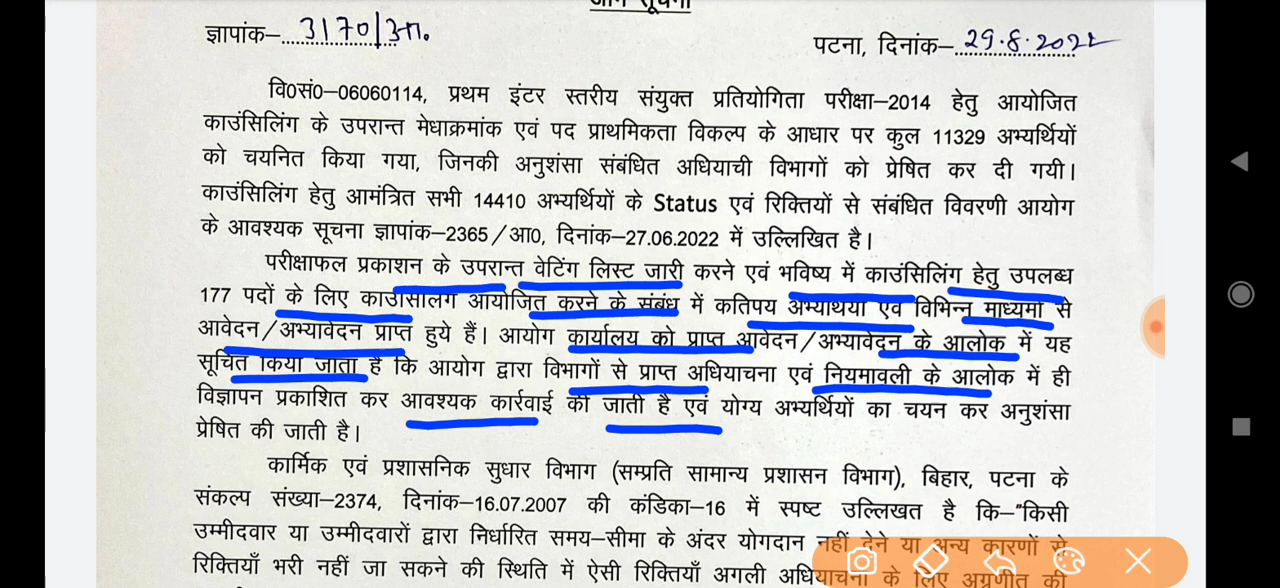 आम सूचना
ज्ञापांक–3170/आ.
पटना, दिनांक–29.8.2022
वि0सं0–06060114, प्रथम इंटर स्तरीय संयुक्त प्रतियोगिता परीक्षा–2014 हेतु आयोजित
काउंसिलिंग के उपरान्त मेधाक्रमांक एवं पद प्राथमिकता विकल्प के आधार पर कुल 11329 अभ्यर्थियों
को चयनित किया गया, जिनकी अनुशंसा संबंधित अधियाची विभागों को प्रेषित कर दी गयी।
काउंसिलिंग हेतु आमंत्रित सभी 14410 अभ्यर्थियों के Status एवं रिक्तियों से संबंधित विवरणी आयोग
के आवश्यक सूचना ज्ञापांक–2365/आ0, दिनांक–27.06.2022 में उल्लिखित है।
परीक्षाफल प्रकाशन के उपरान्त वेटिंग लिस्ट जारी करने एवं भविष्य में काउंसिलिंग हेतु उपलब्ध
177 पदों के लिए काउंसिलिंग आयोजित करने के संबंध में कतिपय अभ्यर्थियों एवं विभिन्न माध्यमों से
आवेदन/अभ्यावेदन प्राप्त हुये हैं। आयोग कार्यालय को प्राप्त आवेदन/अभ्यावेदन के आलोक में यह
सूचित किया जाता है कि आयोग द्वारा विभागों से प्राप्त अधियाचना एवं नियमावली के आलोक में ही
विज्ञापन प्रकाशित कर आवश्यक कार्रवाई की जाती है एवं योग्य अभ्यर्थियों का चयन कर अनुशंसा
प्रेषित की जाती है।
कार्मिक एवं प्रशासनिक सुधार विभाग (सम्प्रति सामान्य प्रशासन विभाग), बिहार, पटना के
संकल्प संख्या–2374, दिनांक–16.07.2007 की कंडिका–16 में स्पष्ट उल्लिखत है कि–"किसी
उम्मीदवार या उम्मीदवारों द्वारा निर्धारित समय–सीमा के अंदर योगदान नहीं देने या अन्य कारणों से
रिक्तियाँ भरी नहीं जा सकने की स्थिति में ऐसी रिक्तियाँ अगली अधियाचना के लिए अग्रणीत की